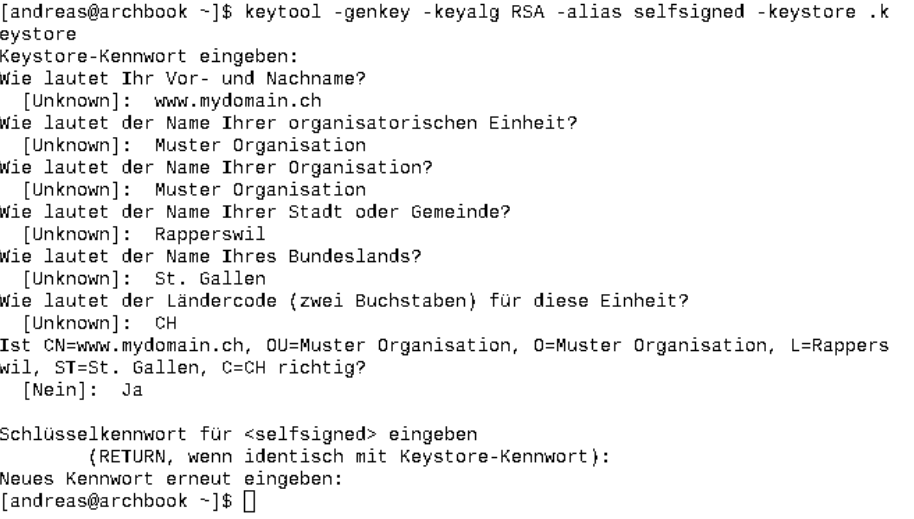 [andreas@archbook ~]$ keytool -genkey -keyalg RSA -alias selfsigned -keystore .k
eystore
Keystore-Kennwort eingeben:
Wie lautet Ihr Vor- und Nachname?
  [Unknown]:  www.mydomain.ch
Wie lautet der Name Ihrer organisatorischen Einheit?
  [Unknown]:  Muster Organisation
Wie lautet der Name Ihrer Organisation?
  [Unknown]:  Muster Organisation
Wie lautet der Name Ihrer Stadt oder Gemeinde?
  [Unknown]:  Rapperswil
Wie lautet der Name Ihres Bundeslands?
  [Unknown]:  St. Gallen
Wie lautet der Ländercode (zwei Buchstaben) für diese Einheit?
  [Unknown]:  CH
Ist CN=www.mydomain.ch, OU=Muster Organisation, O=Muster Organisation, L=Rappers
wil, ST=St. Gallen, C=CH richtig?
  [Nein]:  Ja

Schlüsselkennwort für <selfsigned> eingeben
        (RETURN, wenn identisch mit Keystore-Kennwort):
Neues Kennwort erneut eingeben:
[andreas@archbook ~]$